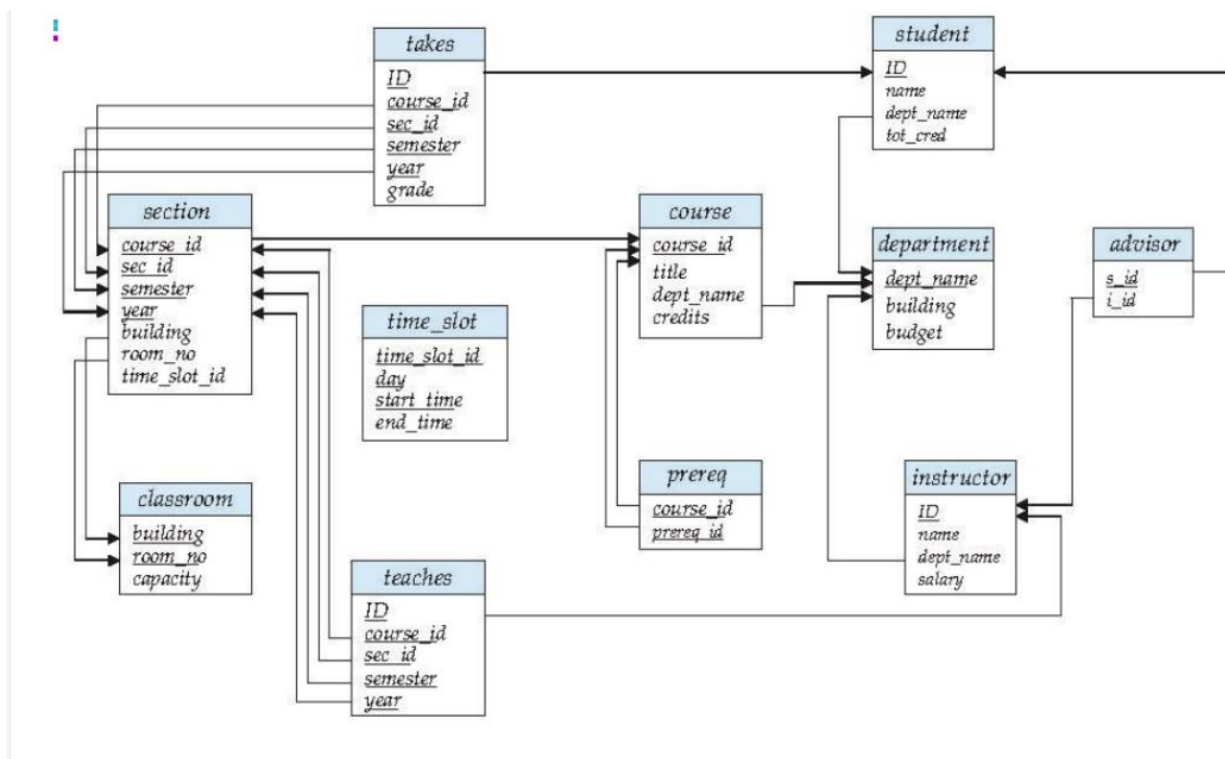 takes
ID
course_id
sec_id
semester
year
grade
student
ID
name
dept_name
tot_cred
section
course_id
sec_id
semester
year
building
room_no
time_slot_id
course
course_id
title
dept_name
credits
department
dept_name
building
budget
advisor
s_id
i_id
time_slot
time_slot_id
day
start_time
end_time
prereq
course_id
prereq_id
instructor
ID
name
dept_name
salary
classroom
building
room_no
capacity
teaches
ID
course_id
sec_id
semester
year